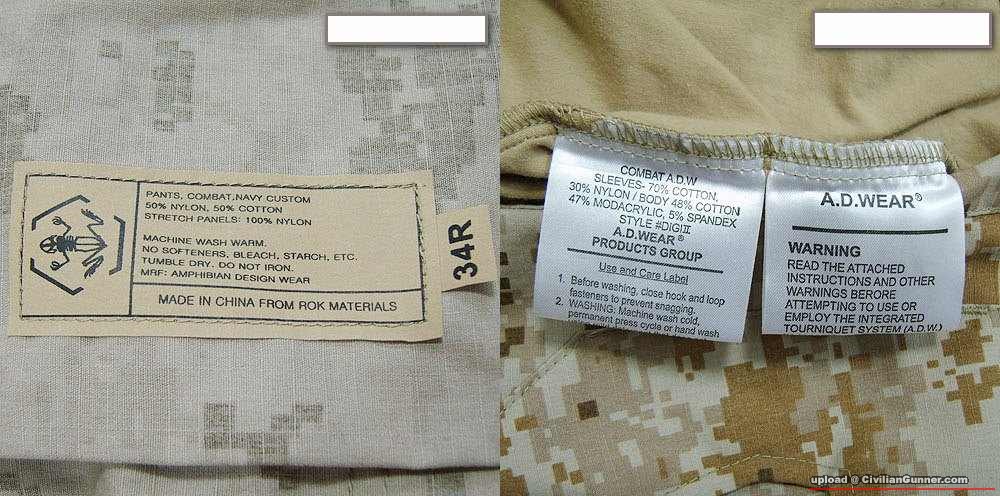 PANTS, COMBAT,NAVY CUSTOM
50% NYLON, 50% COTTON
STRETCH PANELS: 100% NYLON
MACHINE WASH WARM.
NO SOFTENERS, BLEACH, STARCH, ETC.
TUMBLE DRY. DO NOT IRON.
MRF: AMPHIBIAN DESIGN WEAR
MADE IN CHINA FROM ROK MATERIALS
34R
COMBAT A.D.W
SLEEVES- 70% COTTON,
30% NYLON / BODY 48% COTTON
47% MODACRYLIC, 5% SPANDEX
STYLE #DIGIII
A.D.WEAR®
PRODUCTS GROUP
Use and Care Label
1. Before washing, close hook and loop
fasteners to prevent snagging.
2. WASHING: Machine wash cold,
permanent press cycle or hand wash
A.D.WEAR®
WARNING
READ THE ATTACHED
INSTRUCTIONS AND OTHER
WARNINGS BERORE
ATTEMPTING TO USE OR
EMPLOY THE INTEGRATED
TOURNIQUET SYSTEM (A.D.W.)
upload @ CivilianGunner.com